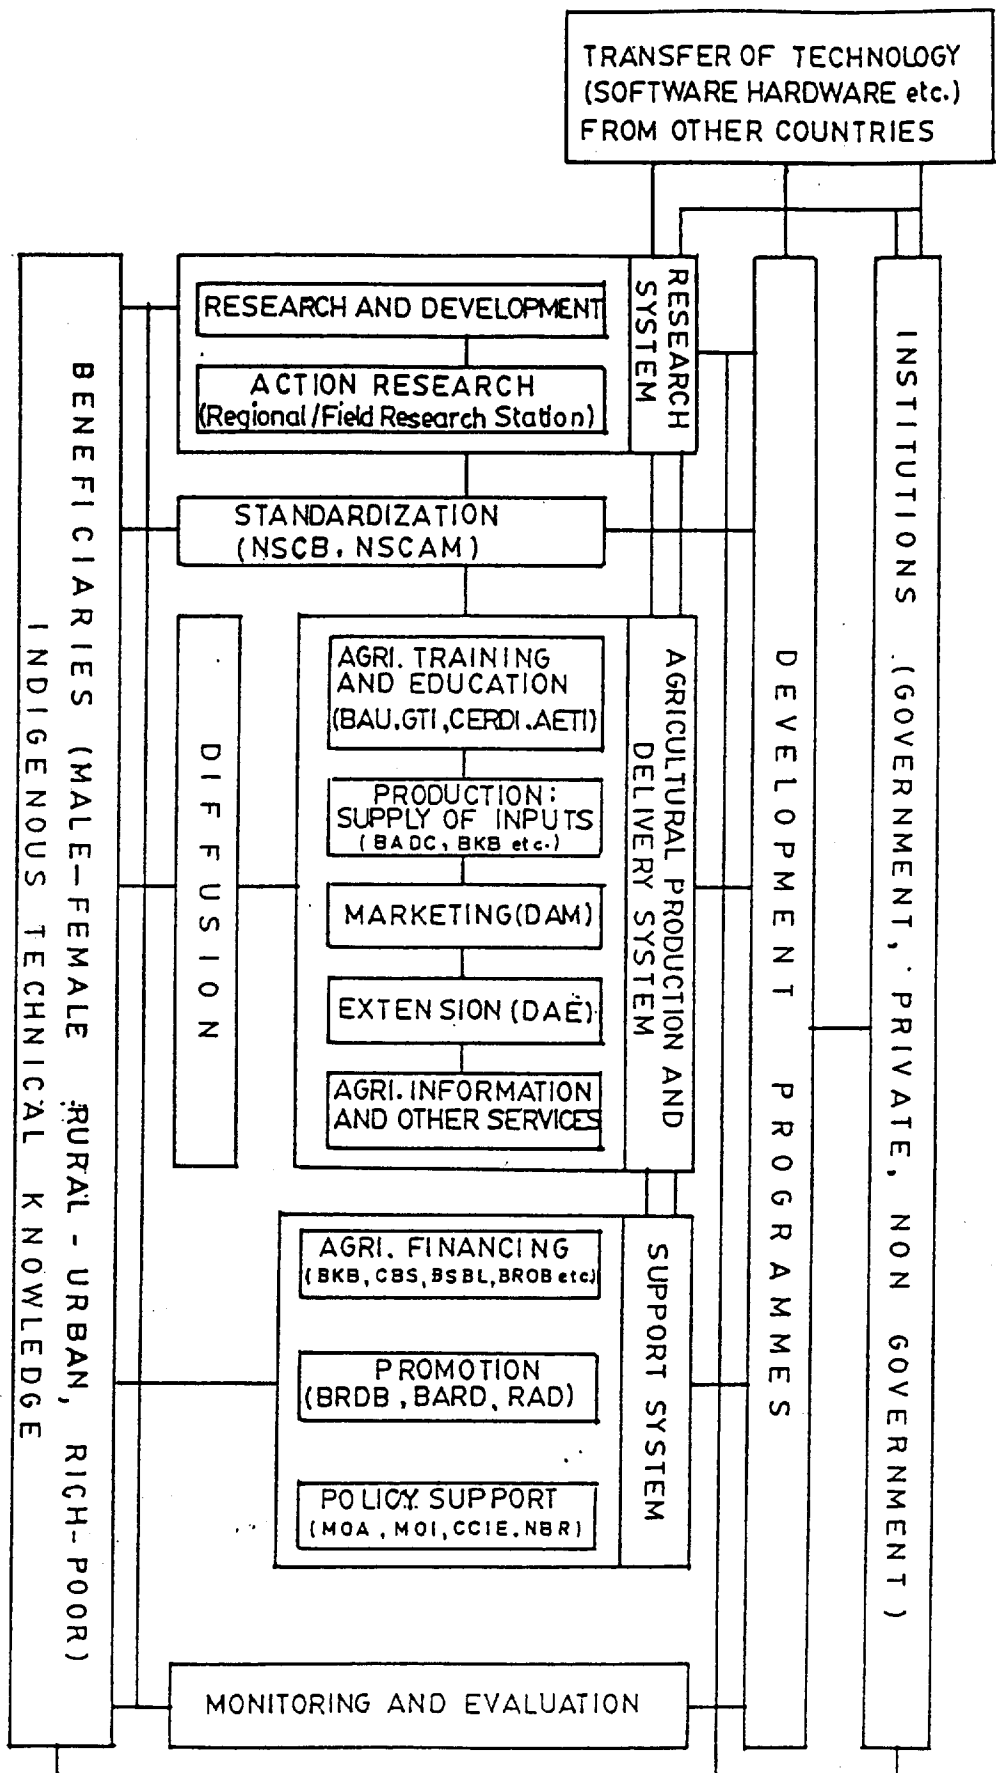 TRANSFER OF TECHNOLOGY
(SOFTWARE HARDWARE etc.)
FROM OTHER COUNTRIES
RESEARCH AND DEVELOPMENT
ACTION RESEARCH
(Regional/Field Research Station)
RESEARCH
SYSTEM
STANDARDIZATION
(NSCB, NSCAM)
AGRI. TRAINING
AND EDUCATION
(BAU.GTI,CERDI.AETI)
PRODUCTION:
SUPPLY OF INPUTS
(BADC, BKB etc.)
MARKETING(DAM)
EXTENSION (DAE)
AGRI. INFORMATION
AND OTHER SERVICES
AGRICULTURAL PRODUCTION AND
DELIVERY SYSTEM
DIFFUSION
AGRI. FINANCING
(BKB, CBS, BSBL, BROB etc)
PROMOTION
(BRDB, BARD, RAD)
POLICY SUPPORT
(MOA, MOI, CCIE, NBR)
SUPPORT SYSTEM
MONITORING AND EVALUATION
BENEFICIARIES (MALE-FEMALE RURAL - URBAN, RICH-POOR)
INDIGENOUS TECHNICAL KNOWLEDGE
DEVELOPMENT PROGRAMMES
INSTITUTIONS (GOVERNMENT, PRIVATE, NON GOVERNMENT)